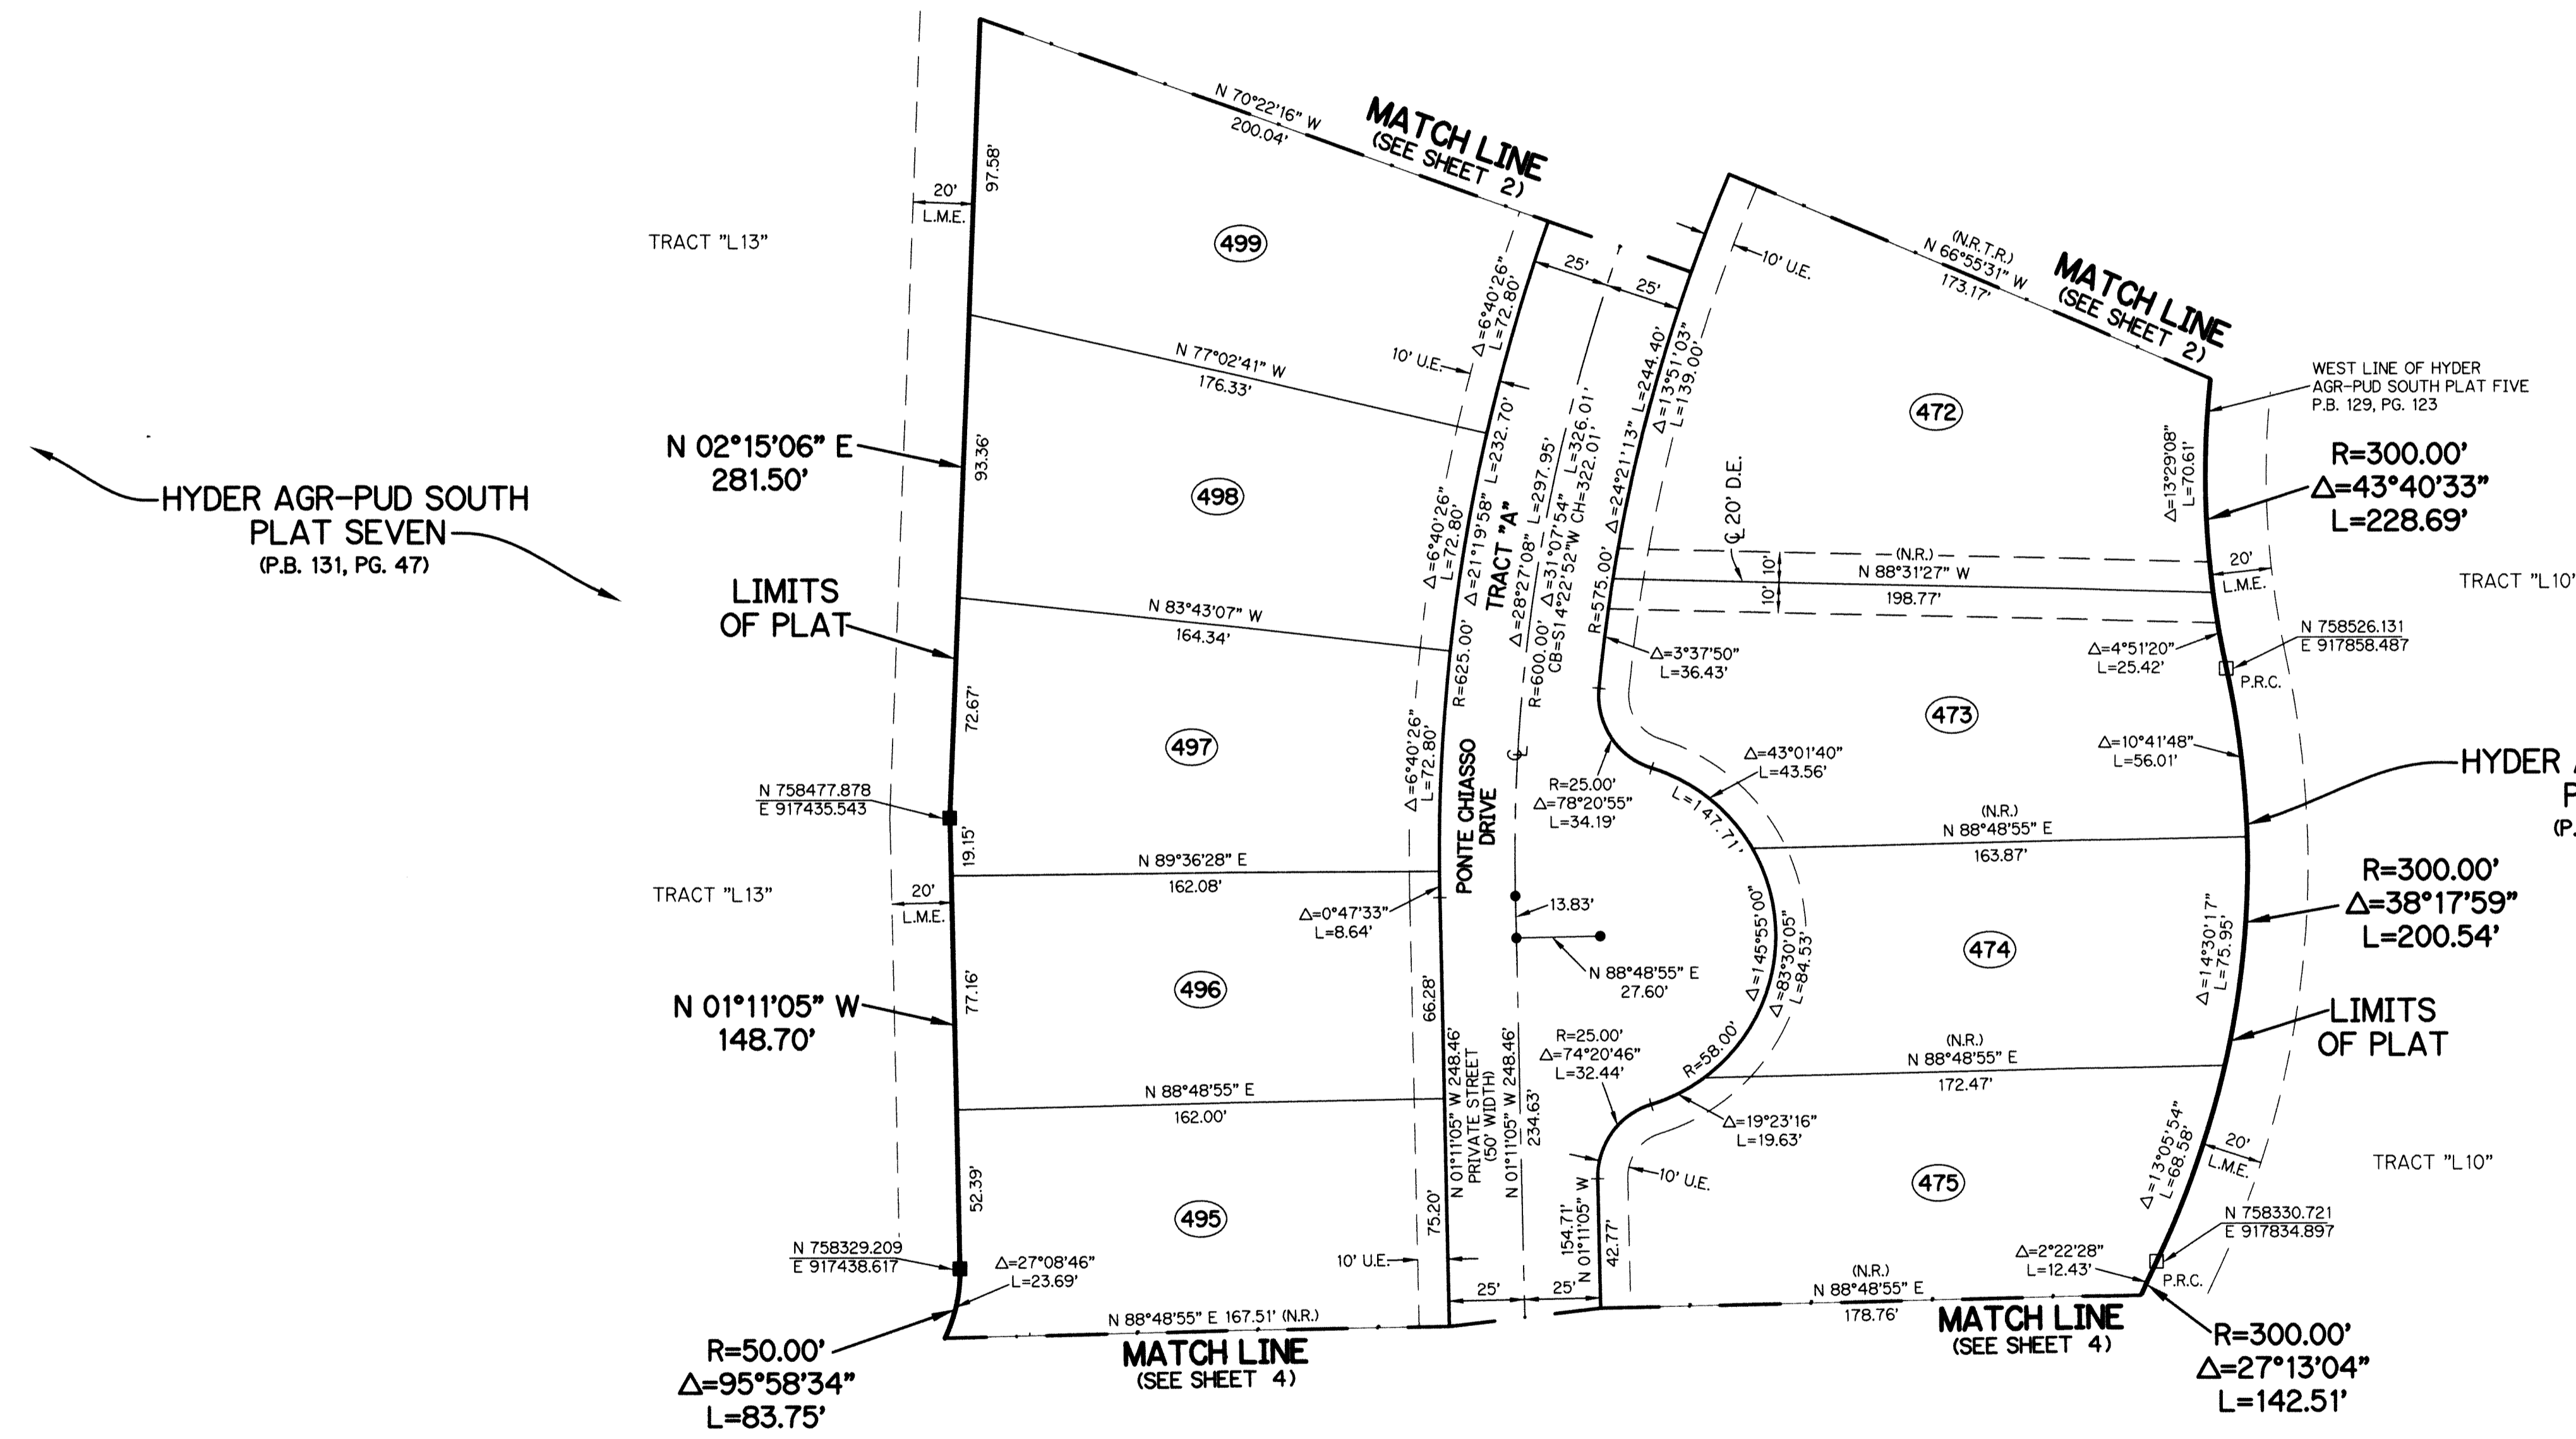 N 70°22'16" W
200.04'
MATCH LINE
(SEE SHEET 2)
97.58'
20'
L.M.E.
TRACT "L13"
499
25'
25'
10' U.E.
(N.R.T.R.)
N 66°55'31" W
173.17'
MATCH LINE
(SEE SHEET 2)
WEST LINE OF HYDER
AGR-PUD SOUTH PLAT FIVE
P.B. 129, PG. 123
Δ=6°40'26"
L=72.80'
10' U.E.
N 77°02'41" W
176.33'
472
Δ=13°29'08"
L=70.61'
R=300.00'
Δ=43°40'33"
L=228.69'
N 02°15'06" E
281.50'
93.36'
HYDER AGR-PUD SOUTH
PLAT SEVEN
(P.B. 131, PG. 47)
498
Δ=6°40'26"
L=72.80'
R=625.00' Δ=21°19'58" L=232.70'
TRACT "A"
Δ=28°27'08" L=297.95'
R=600.00' Δ=31°07'54" L=326.01'
CB=S14°22'52"W CH=322.01'
R=575.00' Δ=24°21'13" L=244.40'
Δ=13°51'03"
L=139.00'
℄ 20' D.E.
(N.R.)
10'
10'
N 88°31'27" W
198.77'
20'
L.M.E.
TRACT "L10"
LIMITS
OF PLAT
N 83°43'07" W
164.34'
Δ=3°37'50"
L=36.43'
Δ=4°51'20"
L=25.42'
N 758526.131
E 917858.487
P.R.C.
72.67'
497
Δ=6°40'26"
L=72.80'
℄
473
Δ=43°01'40"
L=43.56'
Δ=10°41'48"
L=56.01'
HYDER
N 758477.878
E 917435.543
PONTE CHIASSO
DRIVE
R=25.00'
Δ=78°20'55"
L=34.19'
L=147.71'
(N.R.)
N 88°48'55" E
163.87'
19.15'
N 89°36'28" E
162.08'
TRACT "L13"
20'
L.M.E.
Δ=0°47'33"
L=8.64'
13.83'
N 88°48'55" E
27.60'
Δ=145°55'00"
Δ=83°30'05"
L=84.53'
474
Δ=14°30'17"
L=75.95'
R=300.00'
Δ=38°17'59"
L=200.54'
N 01°11'05" W
148.70'
77.16'
496
66.28'
LIMITS
OF PLAT
R=25.00'
Δ=74°20'46"
L=32.44'
R=58.00'
(N.R.)
N 88°48'55" E
172.47'
N 88°48'55" E
162.00'
N 01°11'05" W 248.46'
PRIVATE STREET
(50' WIDTH)
N 01°11'05" W 248.46'
234.63'
Δ=19°23'16"
L=19.63'
Δ=13°05'54"
L=68.58'
20'
L.M.E.
TRACT "L10"
52.39'
495
75.20'
10' U.E.
154.71'
N 01°11'05" W
42.77'
475
N 758330.721
E 917834.897
P.R.C.
N 758329.209
E 917438.617
Δ=27°08'46"
L=23.69'
10' U.E.
25'
25'
Δ=2°22'28"
L=12.43'
(N.R.)
N 88°48'55" E
178.76'
N 88°48'55" E 167.51' (N.R.)
MATCH LINE
(SEE SHEET 4)
MATCH LINE
(SEE SHEET 4)
R=50.00'
Δ=95°58'34"
L=83.75'
R=300.00'
Δ=27°13'04"
L=142.51'